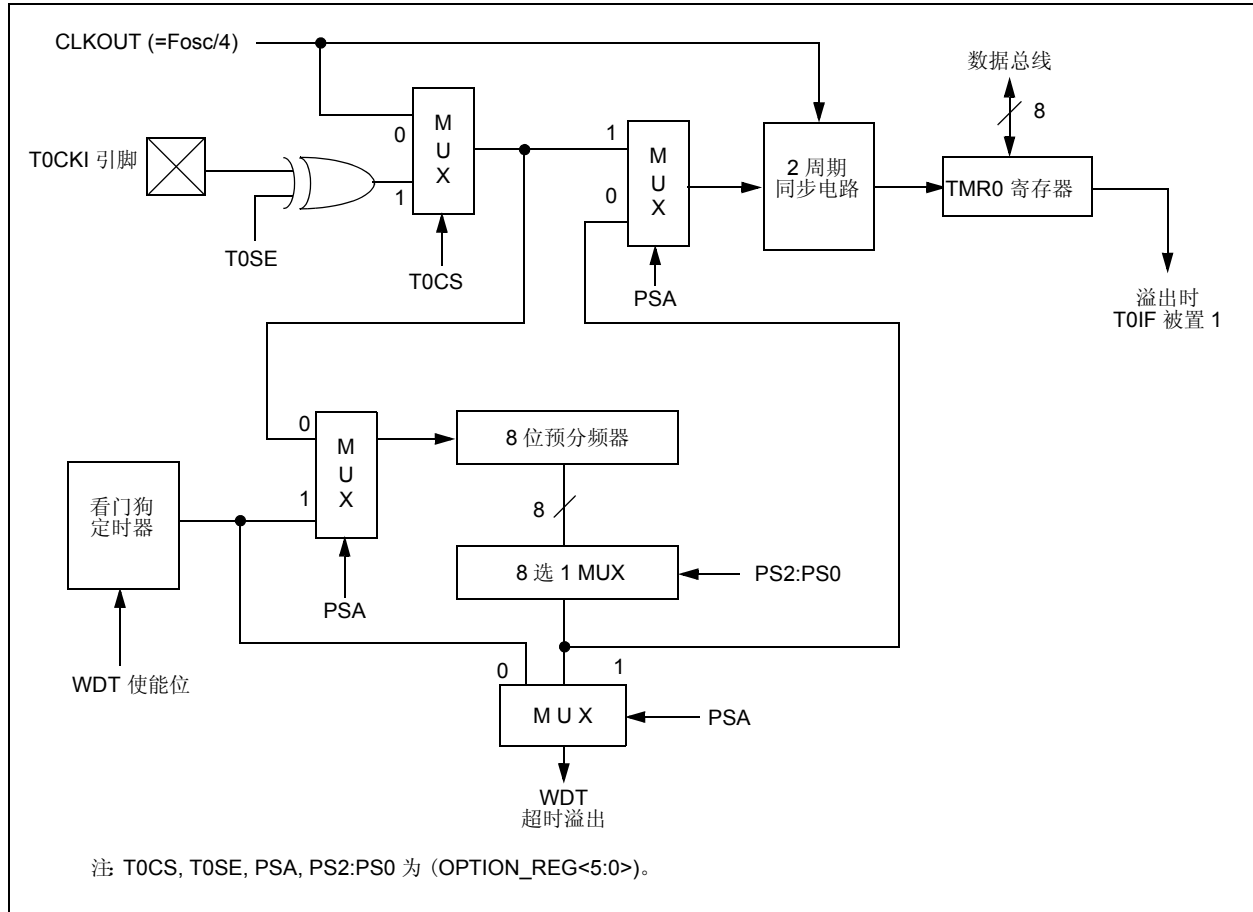 CLKOUT (=Fosc/4)
数据总线
8
T0CKI 引脚
0
1
M
U
X
T0SE
T0CS
1
0
M
U
X
PSA
2 周期
同步电路
TMR0 寄存器
溢出时
T0IF 被置 1
0
1
M
U
X
PSA
8 位预分频器
8
8 选 1 MUX
PS2:PS0
看门狗
定时器
WDT 使能位
0
1
M U X
PSA
WDT
超时溢出
注: T0CS, T0SE, PSA, PS2:PS0 为 (OPTION_REG<5:0>)。